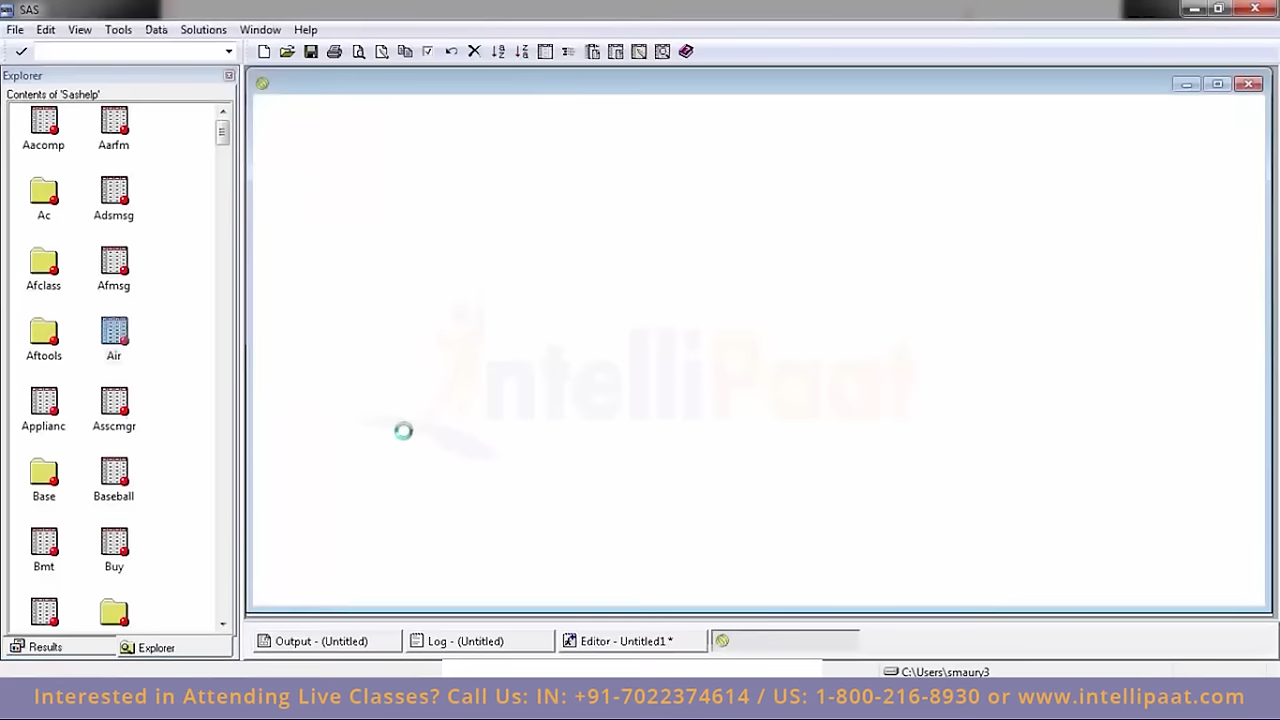 SAS
File Edit View Tools Data Solutions Window Help
Explorer
Contents of 'Sashelp'
Aacomp Aarfm
Ac Adsmsg
Afclass Afmsg
Aftools Air
Applianc Asscmgr
Base Baseball
Bmt Buy
IntelliPaat
Results Explorer
Output - (Untitled) Log - (Untitled) Editor - Untitled1 *
C:\Users\smaury3
Interested in Attending Live Classes? Call Us: IN: +91-7022374614 / US: 1-800-216-8930 or www.intellipaat.com